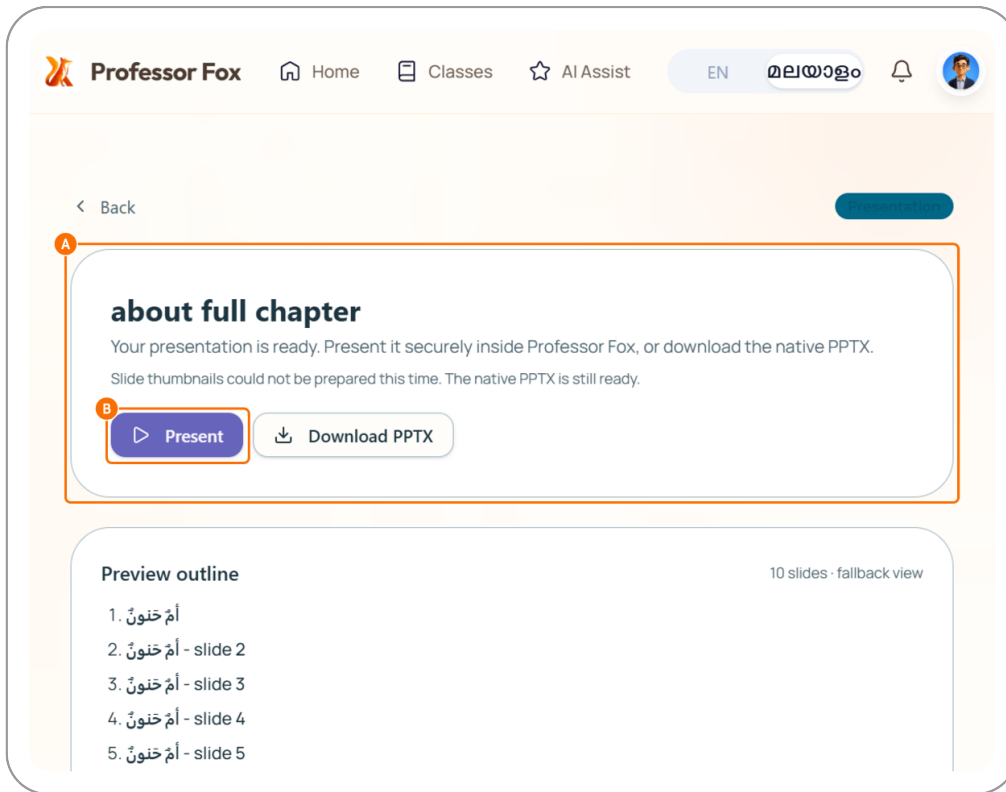 Professor Fox Home Classes AI Assist EN മലയാളം
Back Presentation
A
about full chapter
Your presentation is ready. Present it securely inside Professor Fox, or download the native PPTX.
Slide thumbnails could not be prepared this time. The native PPTX is still ready.
B
Present Download PPTX
Preview outline 10 slides · fallback view
1. أمٌ حَنونٌ
2. أمٌ حَنونٌ - slide 2
3. أمٌ حَنونٌ - slide 3
4. أمٌ حَنونٌ - slide 4
5. أمٌ حَنونٌ - slide 5